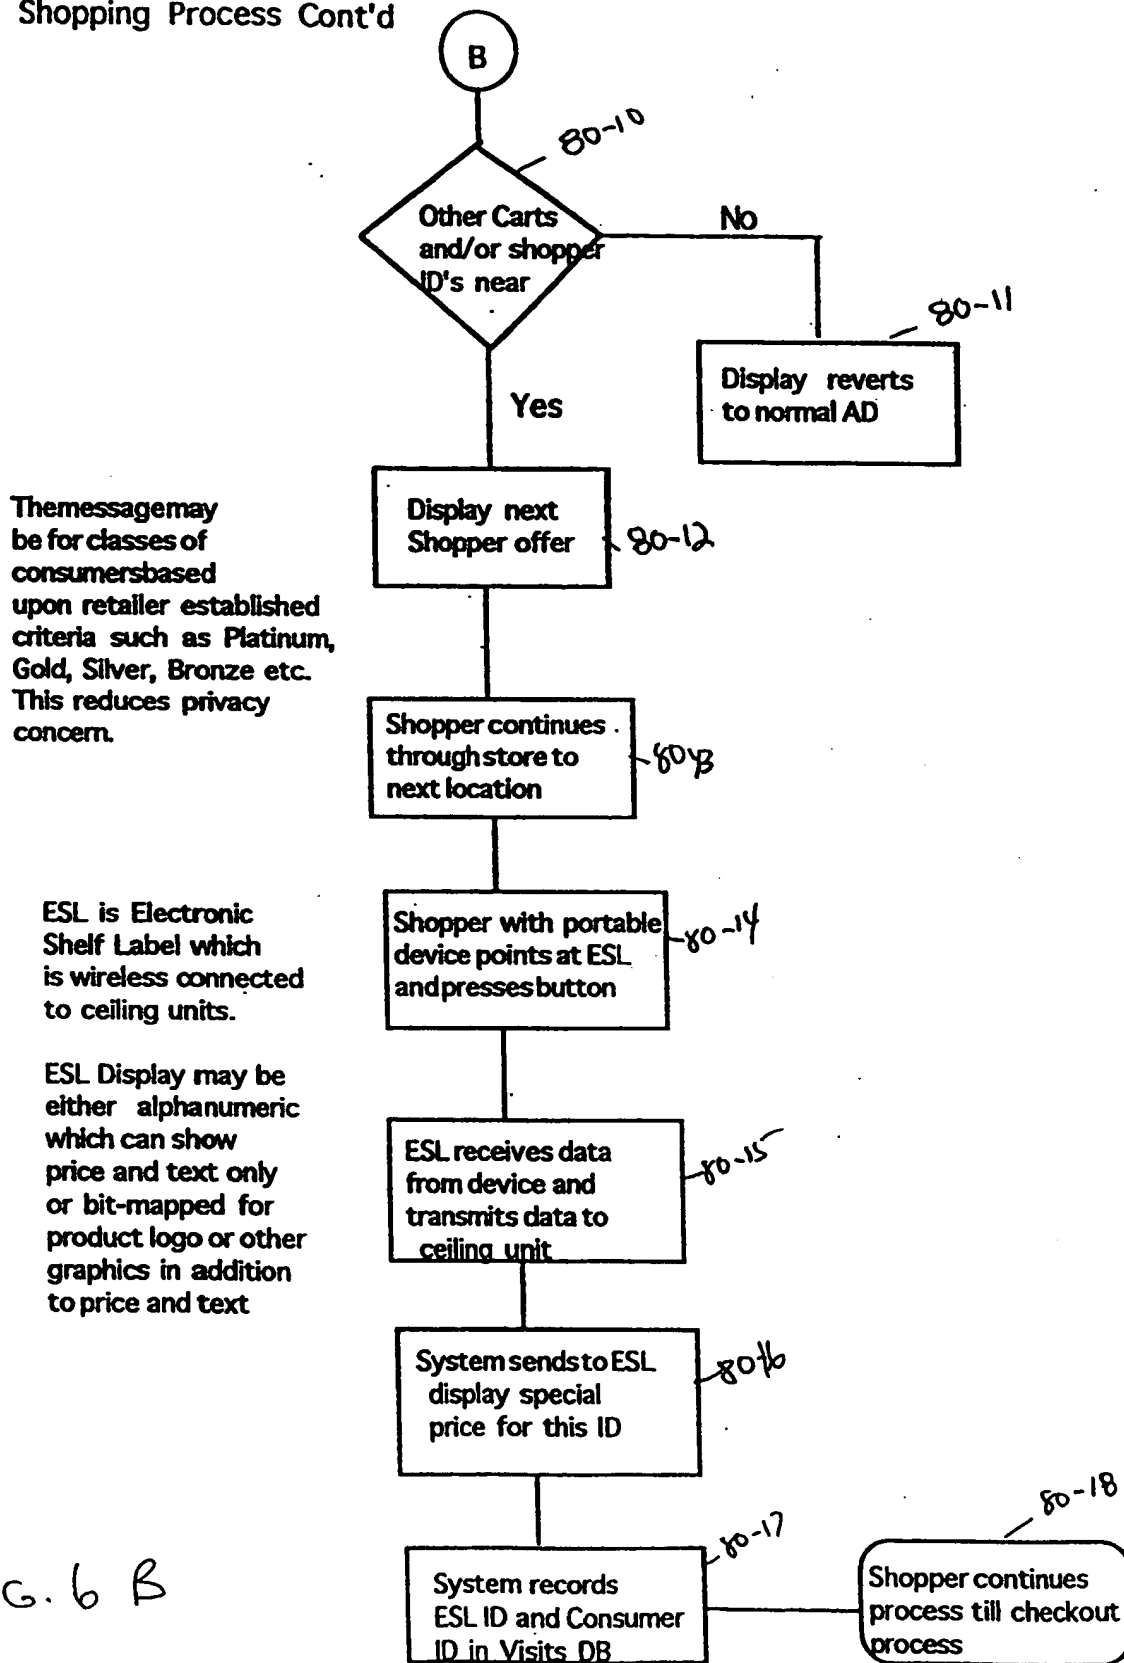 Shopping Process Cont'd
B
80-10
Other Carts
and/or shopper
ID's near
No
80-11
Display reverts
to normal AD
Yes
Display next
Shopper offer
80-12
Themessagemay
be for classes of
consumersbased
upon retailer established
criteria such as Platinum,
Gold, Silver, Bronze etc.
This reduces privacy
concern.
Shopper continues
through store to
next location
80-13
ESL is Electronic
Shelf Label which
is wireless connected
to ceiling units.
Shopper with portable
device points at ESL
and presses button
80-14
ESL Display may be
either alphanumeric
which can show
price and text only
or bit-mapped for
product logo or other
graphics in addition
to price and text
ESL receives data
from device and
transmits data to
ceiling unit
80-15
System sends to ESL
display special
price for this ID
80-16
System records
ESL ID and Consumer
ID in Visits DB
80-17
Shopper continues
process till checkout
process
80-18
G. 6 B